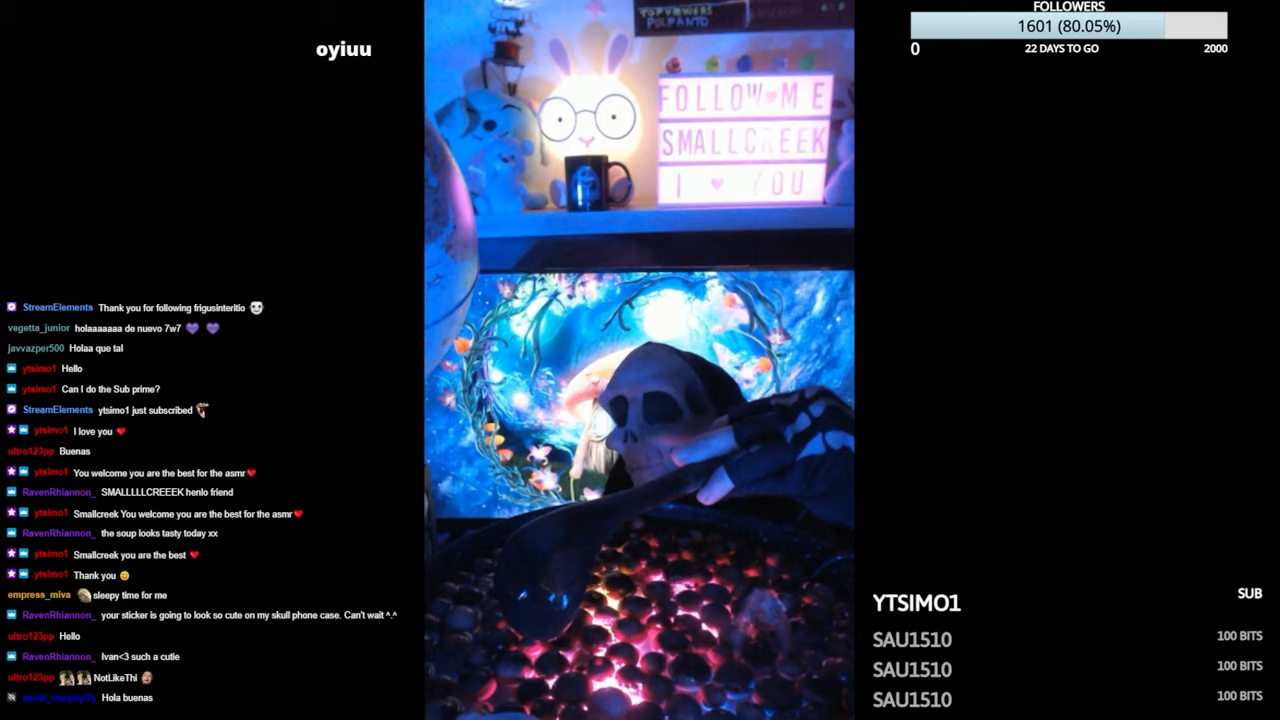 oyiuu
StreamElements Thank you for following frigusinteritio
vegetta_junior holaaaaaaa de nuevo 7w7
javvazper500 Holaa que tal
ytsimo1 Hello
ytsimo1 Can I do the Sub prime?
StreamElements ytsimo1 just subscribed
ytsimo1 I love you
ultro123pp Buenas
ytsimo1 You welcome you are the best for the asmr
RavenRhiannon_ SMALLLLLCREEEK henlo friend
ytsimo1 Smallcreek You welcome you are the best for the asmr
RavenRhiannon_ the soup looks tasty today xx
ytsimo1 Smallcreek you are the best
ytsimo1 Thank you
empress_miva sleepy time for me
RavenRhiannon_ your sticker is going to look so cute on my skull phone case. Can't wait ^.^
ultro123pp Hello
RavenRhiannon_ Ivan<3 such a cutie
ultro123pp NotLikeThi
Hola buenas
TOP VIEWERS
PULPANTO
FOLLOW ME
SMALLCREEK
I ♥ YOU
FOLLOWERS
1601 (80.05%)
0 22 DAYS TO GO 2000
YTSIMO1 SUB
SAU1510 100 BITS
SAU1510 100 BITS
SAU1510 100 BITS